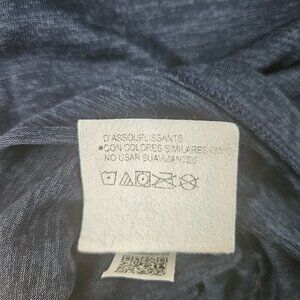 D'ASSOUPLISSANTS
*CON COLORES SIMILARES
NO USAR SUAVIZANTES